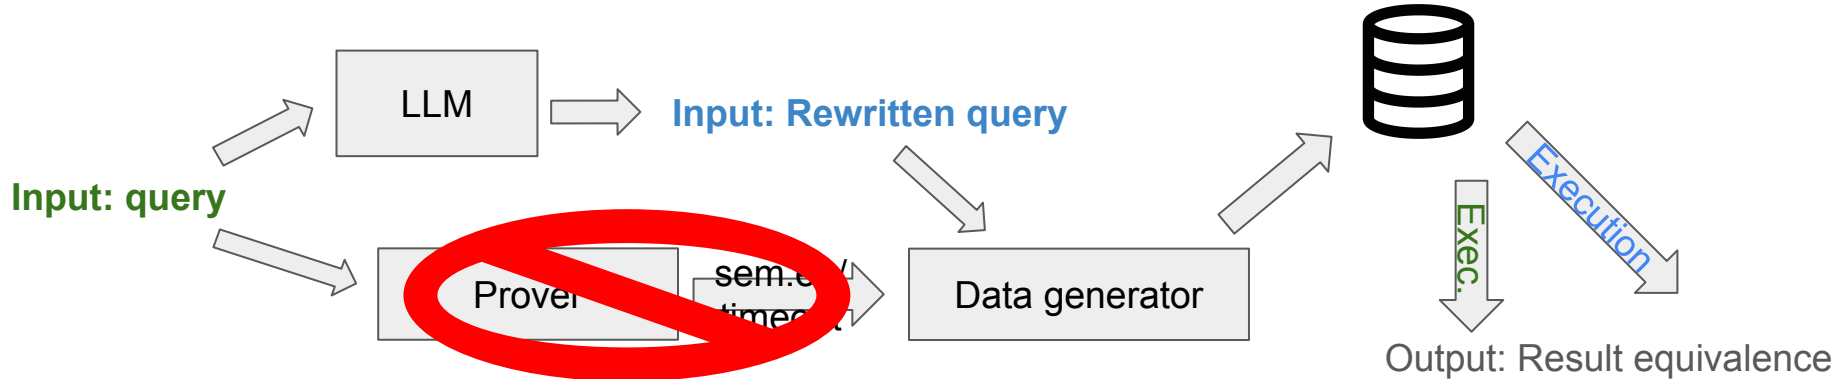 LLM
Input: Rewritten query
Input: query
Execution
Exec.
Data generator
Output: Result equivalence